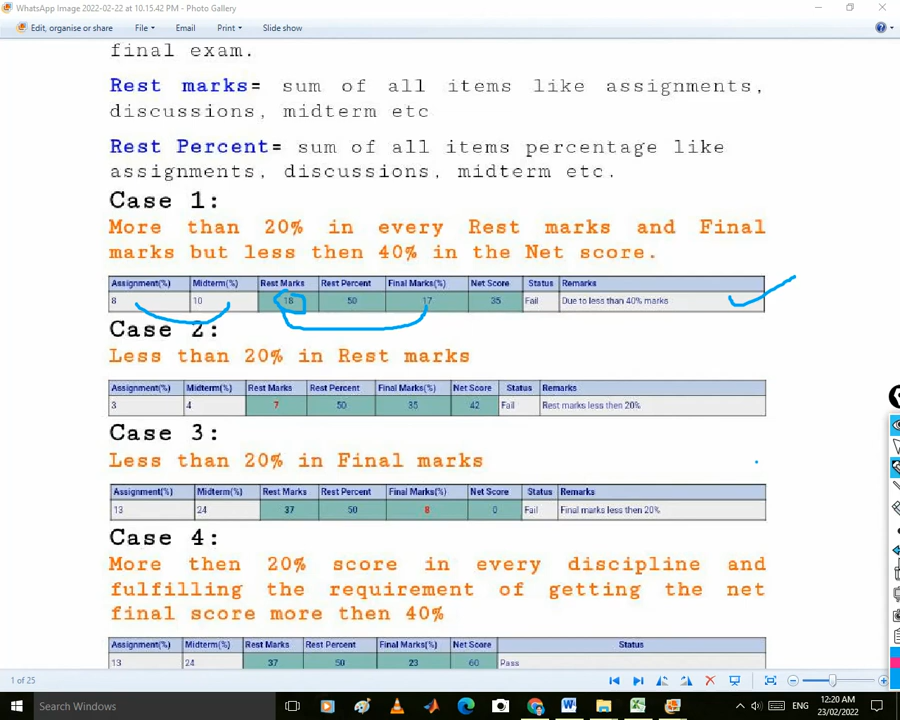 WhatsApp Image 2022-02-22 at 10.15.42 PM - Photo Gallery
Edit, organise or share File Email Print Slide show
final exam.
Rest marks= sum of all items like assignments,
discussions, midterm etc
Rest Percent= sum of all items percentage like
assignments, discussions, midterm etc.
Case 1:
More than 20% in every Rest marks and Final
marks but less then 40% in the Net score.
Assignment(%) Midterm(%) Rest Marks Rest Percent Final Marks(%) Net Score Status Remarks
8 10 18 50 17 35 Fail Due to less than 40% marks
Case 2:
Less than 20% in Rest marks
Assignment(%) Midterm(%) Rest Marks Rest Percent Final Marks(%) Net Score Status Remarks
3 4 7 50 35 42 Fail Rest marks less then 20%
Case 3:
Less than 20% in Final marks
Assignment(%) Midterm(%) Rest Marks Rest Percent Final Marks(%) Net Score Status Remarks
13 24 37 50 8 0 Fail Final marks less then 20%
Case 4:
More then 20% score in every discipline and
fulfilling the requirement of getting the net
final score more then 40%
Assignment(%) Midterm(%) Rest Marks Rest Percent Final Marks(%) Net Score Status
13 24 37 50 23 60 Pass
1 of 25
Search Windows
ENG
12:20 AM
23/02/2022